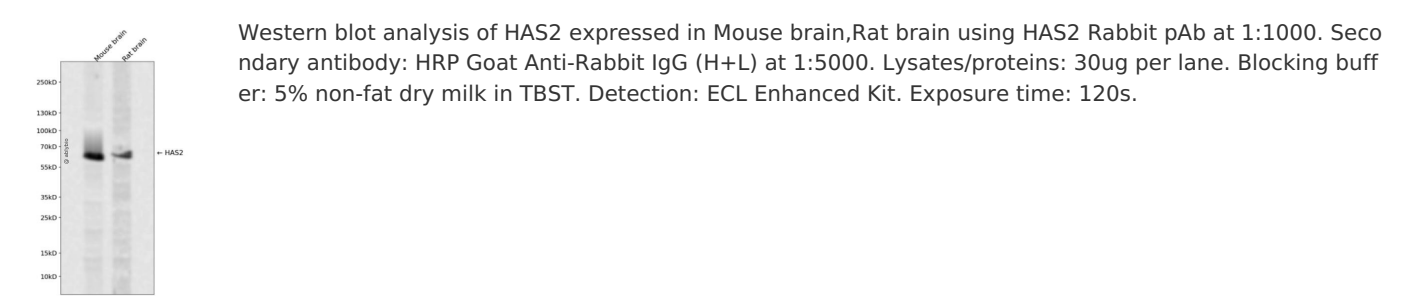 Mouse brain
Rat brain
250kD
130kD
100kD
70kD
55kD
35kD
25kD
15kD
10kD
@ ablybio
← HAS2
Western blot analysis of HAS2 expressed in Mouse brain,Rat brain using HAS2 Rabbit pAb at 1:1000. Seco
ndary antibody: HRP Goat Anti-Rabbit IgG (H+L) at 1:5000. Lysates/proteins: 30ug per lane. Blocking buff
er: 5% non-fat dry milk in TBST. Detection: ECL Enhanced Kit. Exposure time: 120s.